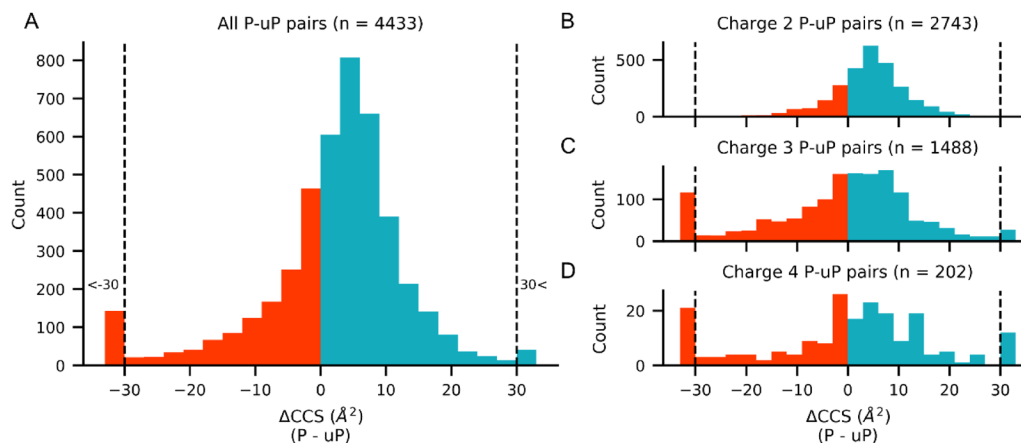 A
All P-uP pairs (n = 4433)
800
700
600
500
400
300
200
100
0
Count
<-30
30<
−30
−20
−10
0
10
20
30
ΔCCS (Å²)
(P - uP)
B
Charge 2 P-uP pairs (n = 2743)
500
0
Count
C
Charge 3 P-uP pairs (n = 1488)
100
0
Count
D
Charge 4 P-uP pairs (n = 202)
20
0
Count
−30
−20
−10
0
10
20
30
ΔCCS (Å²)
(P - uP)